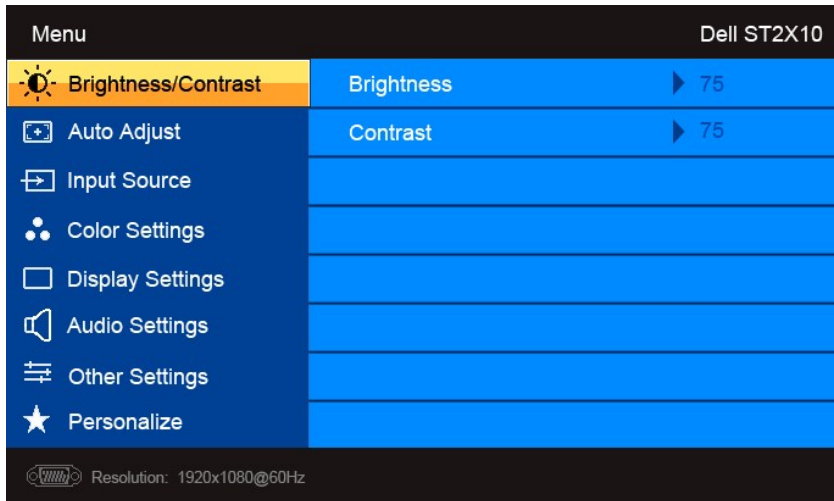 Menu Dell ST2X10
Brightness/Contrast Brightness 75
Auto Adjust Contrast 75
Input Source
Color Settings
Display Settings
Audio Settings
Other Settings
Personalize
Resolution: 1920x1080@60Hz